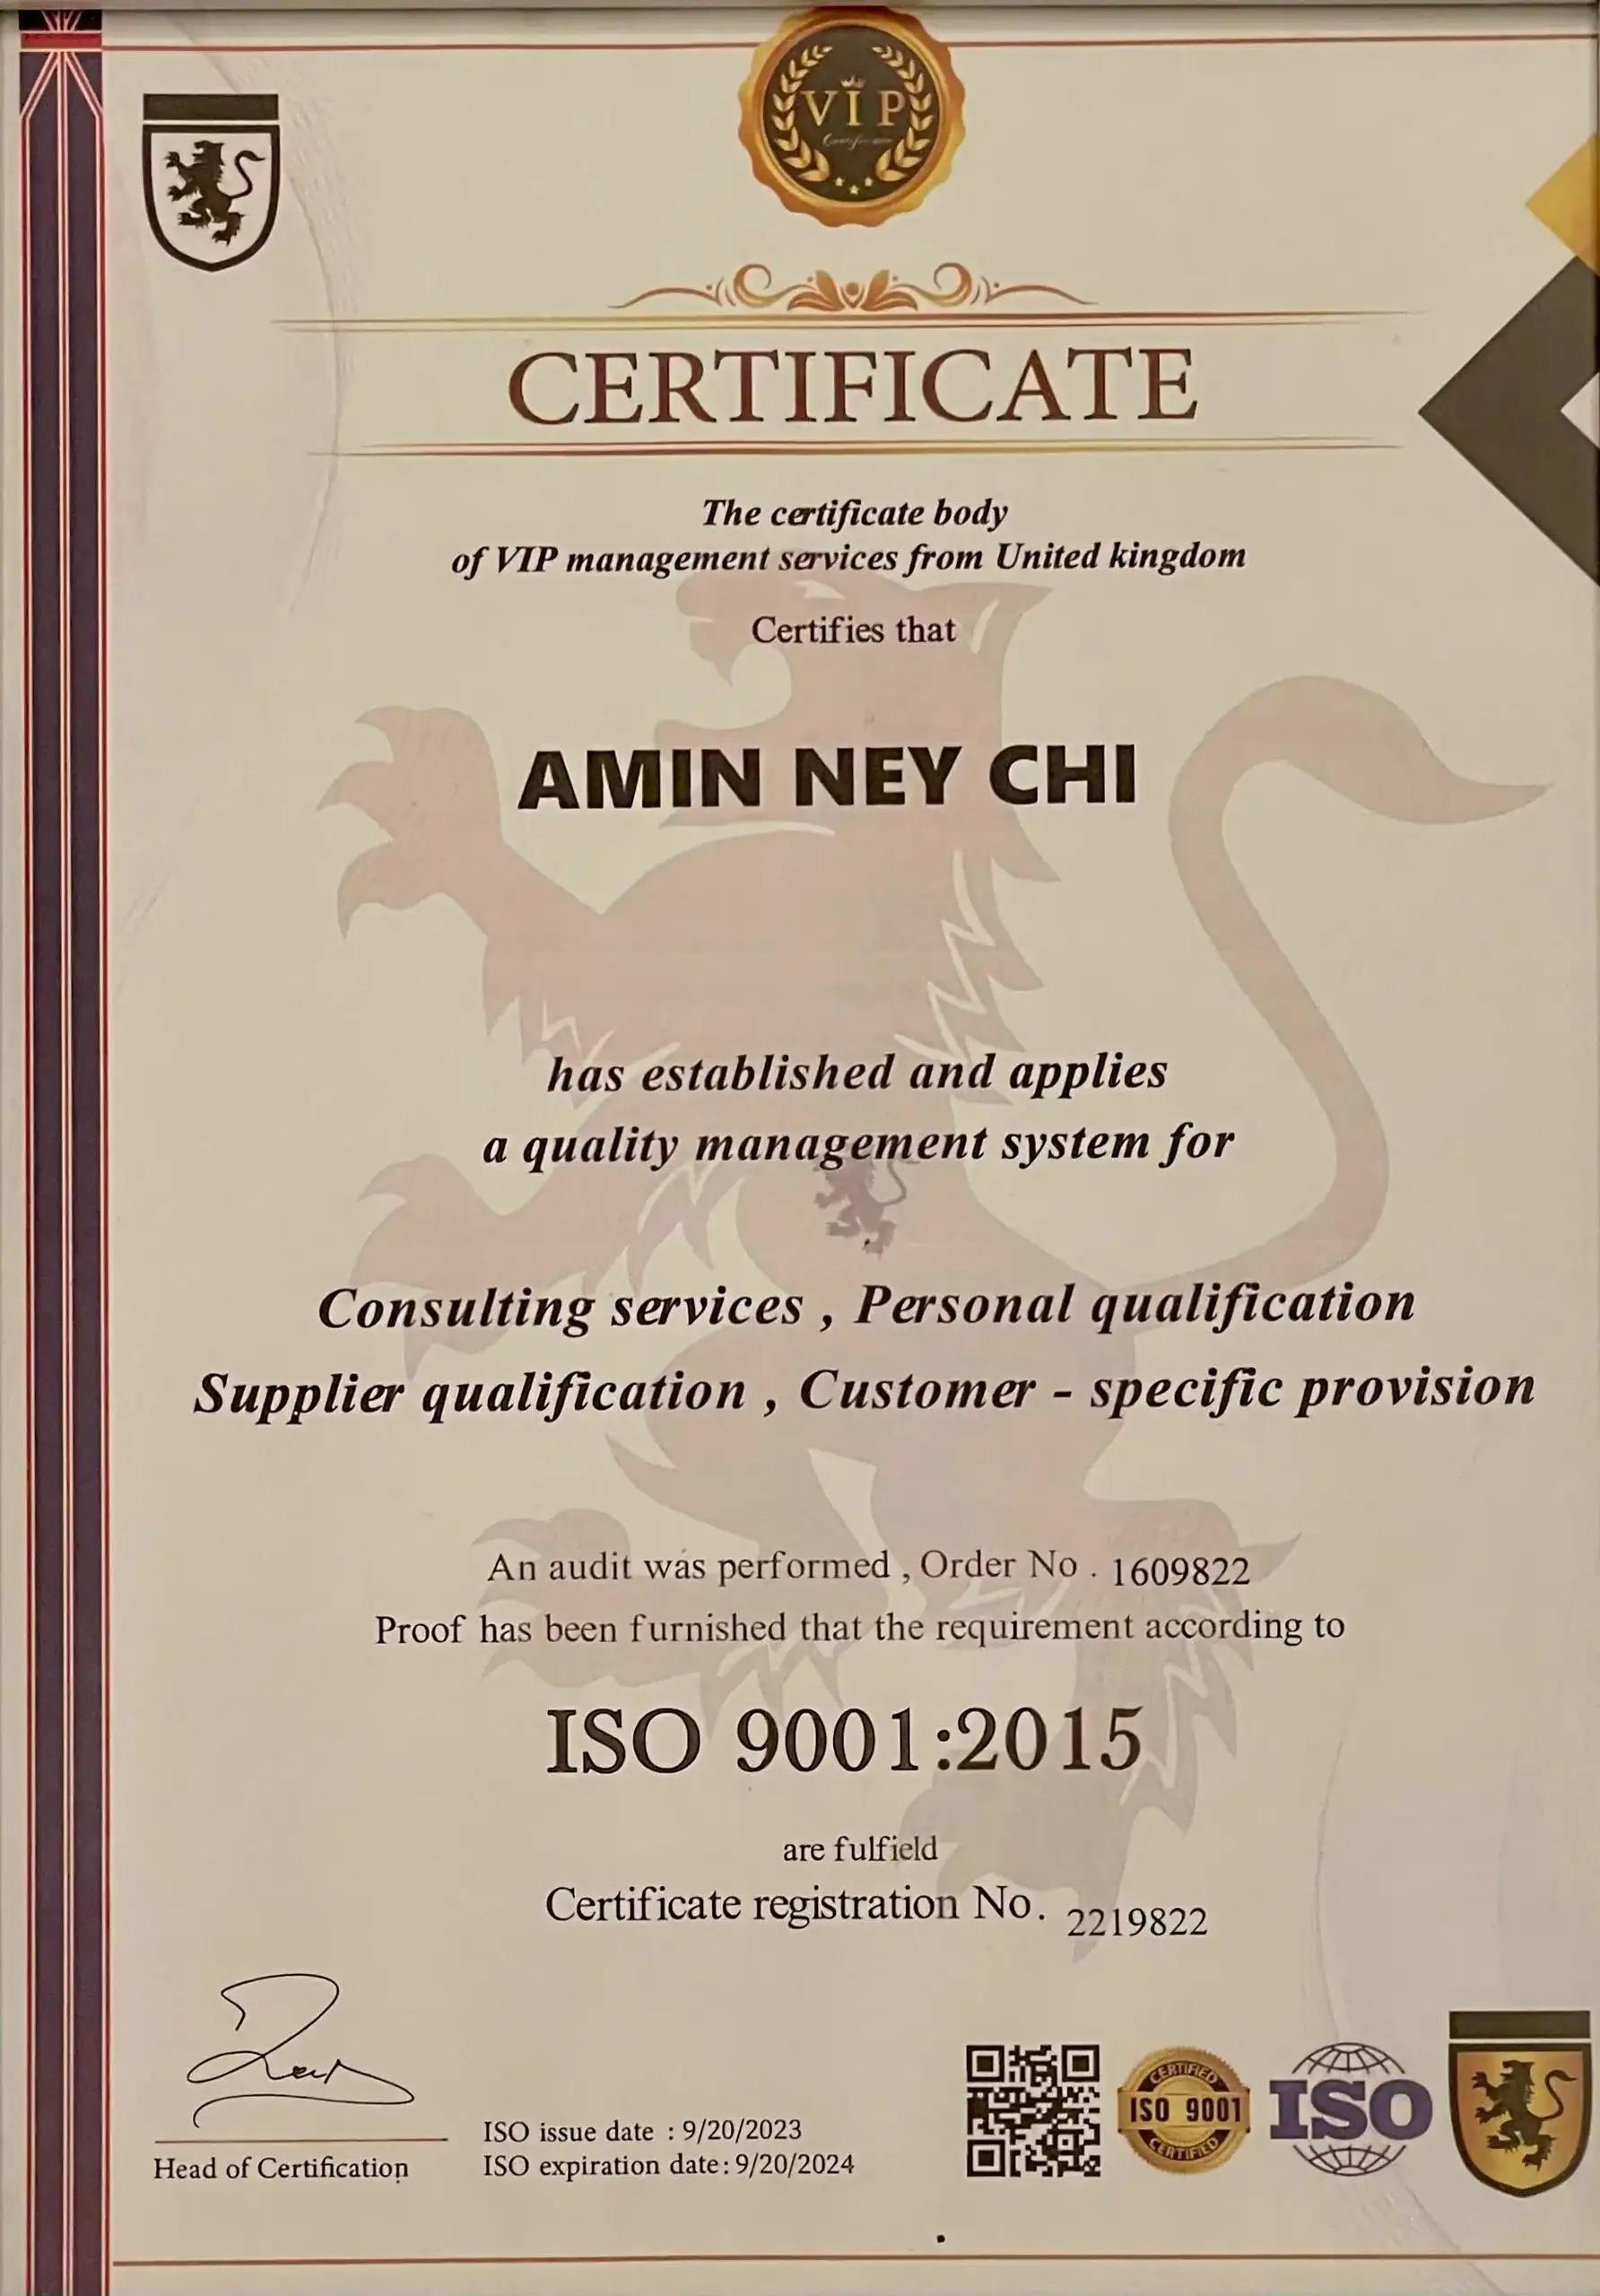 VIP
CERTIFICATE
The certificate body
of VIP management services from United kingdom
Certifies that
AMIN NEY CHI
has established and applies
a quality management system for
Consulting services , Personal qualification
Supplier qualification , Customer - specific provision
An audit was performed , Order No . 1609822
Proof has been furnished that the requirement according to
ISO 9001:2015
are fulfield
Certificate registration No. 2219822
Head of Certification
ISO issue date : 9/20/2023
ISO expiration date: 9/20/2024
CERTIFIED
ISO 9001
CERTIFIED
ISO